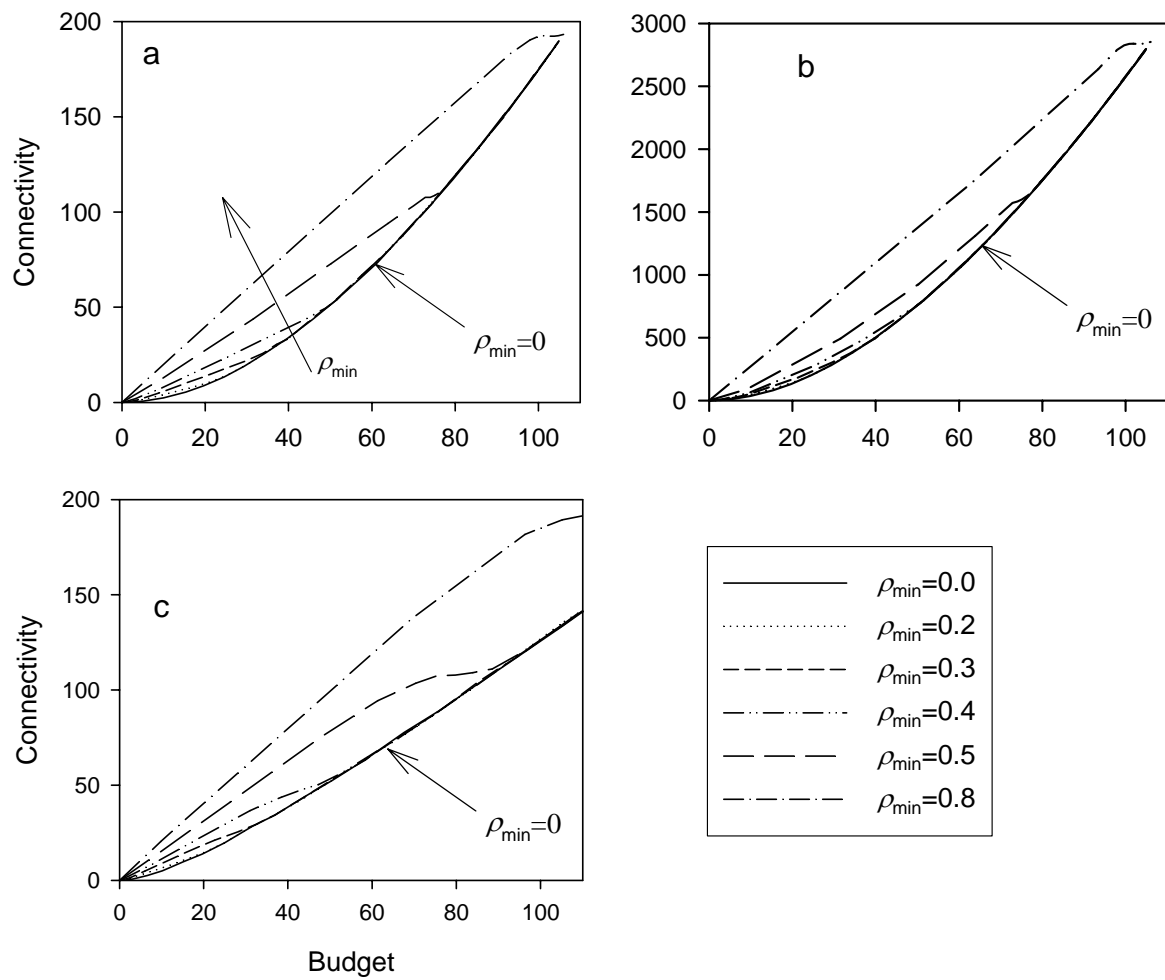 a
200
150
100
50
0
Connectivity
ρmin
ρmin=0
0 20 40 60 80 100
b
3000
2500
2000
1500
1000
500
0
ρmin=0
0 20 40 60 80 100
c
200
150
100
50
0
Connectivity
ρmin=0
0 20 40 60 80 100
Budget
ρmin=0.0
ρmin=0.2
ρmin=0.3
ρmin=0.4
ρmin=0.5
ρmin=0.8